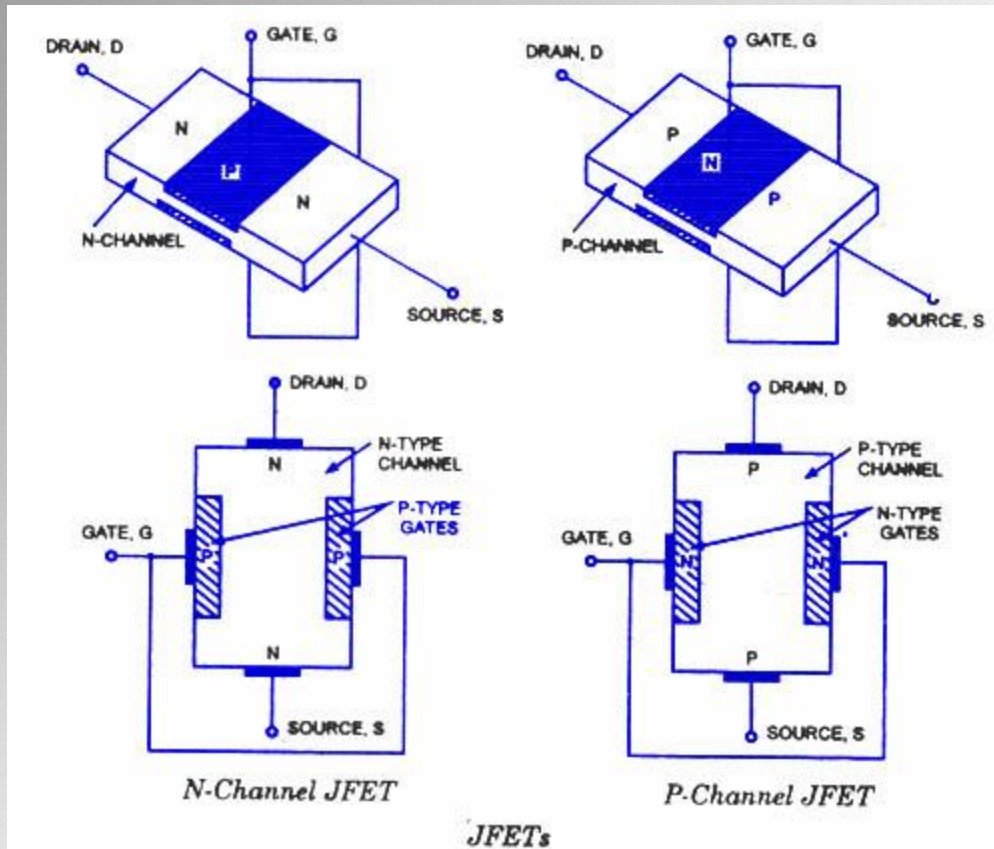 DRAIN, D
GATE, G
N
P
N
N-CHANNEL
SOURCE, S
DRAIN, D
GATE, G
P
N
P
P-CHANNEL
SOURCE, S
DRAIN, D
N
N-TYPE
CHANNEL
P-TYPE
GATES
GATE, G
P
P
N
SOURCE, S
N-Channel JFET
DRAIN, D
P
P-TYPE
CHANNEL
N-TYPE
GATES
GATE, G
N
N
P
SOURCE, S
P-Channel JFET
JFETs